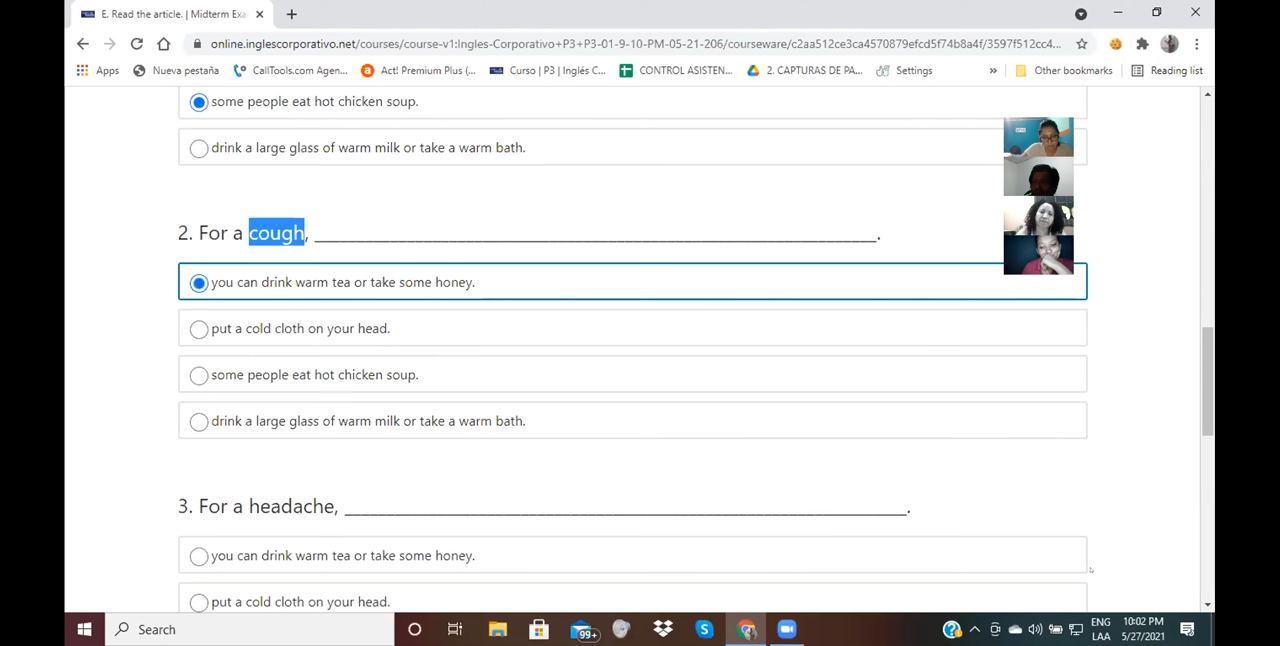 E. Read the article. | Midterm Exa
online.inglescorporativo.net/courses/course-v1:Ingles-Corporativo+P3+P3-01-9-10-PM-05-21-206/courseware/c2aa512ce3ca4570879efcd5f74b8a4f/3597f512cc4...
Apps Nueva pestaña CallTools.com Agen... Act! Premium Plus (... Curso | P3 | Inglés C... CONTROL ASISTEN... 2. CAPTURAS DE PA... Settings » Other bookmarks Reading list
some people eat hot chicken soup.
drink a large glass of warm milk or take a warm bath.
2. For a cough, ______________________________________________________.
you can drink warm tea or take some honey.
put a cold cloth on your head.
some people eat hot chicken soup.
drink a large glass of warm milk or take a warm bath.
3. For a headache, ______________________________________________________.
you can drink warm tea or take some honey.
put a cold cloth on your head.
Search 99+ ENG 10:02 PM
LAA 5/27/2021